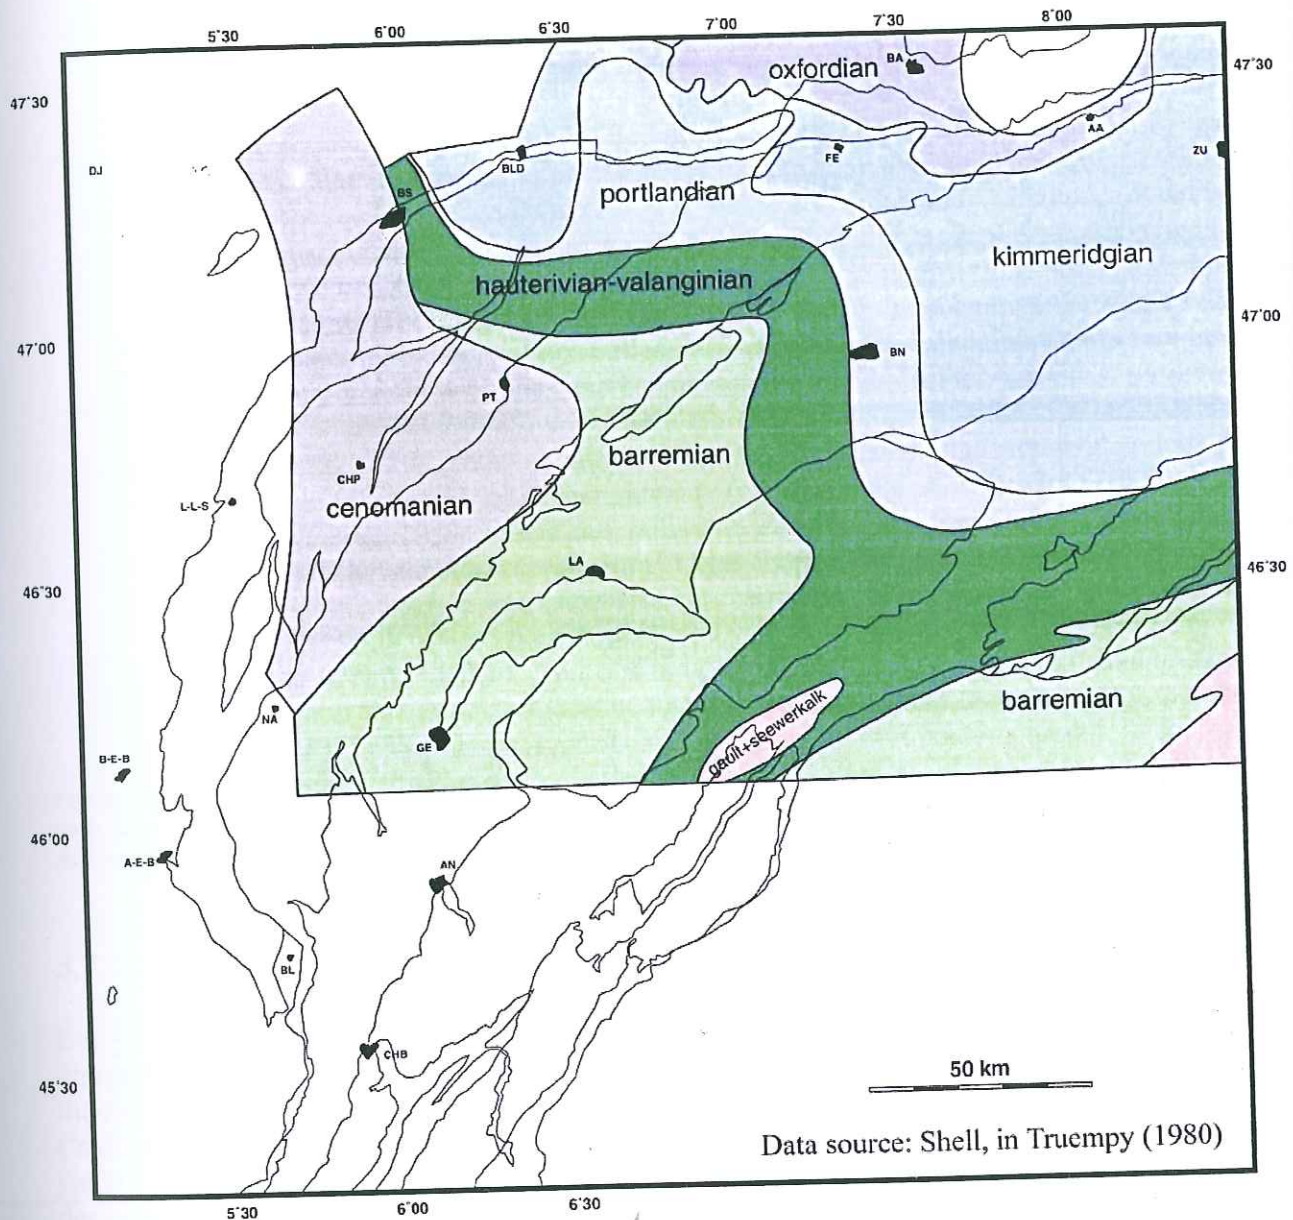 5°30 6°00 6°30 7°00 7°30 8°00
47°30
oxfordian
BA
47°30
AA
ZU
FE
DJ
BLD
BS
portlandian
kimmeridgian
hauterivian-valanginian
47°00
47°00
BN
PT
barremian
CHP
cenomanian
L-L-S
LA
46°30
46°30
barremian
NA
gault+seewerkalk
GE
B-E-B
46°00
A-E-B
AN
BL
CHB
50 km
45°30
Data source: Shell, in Truempy (1980)
5°30 6°00 6°30